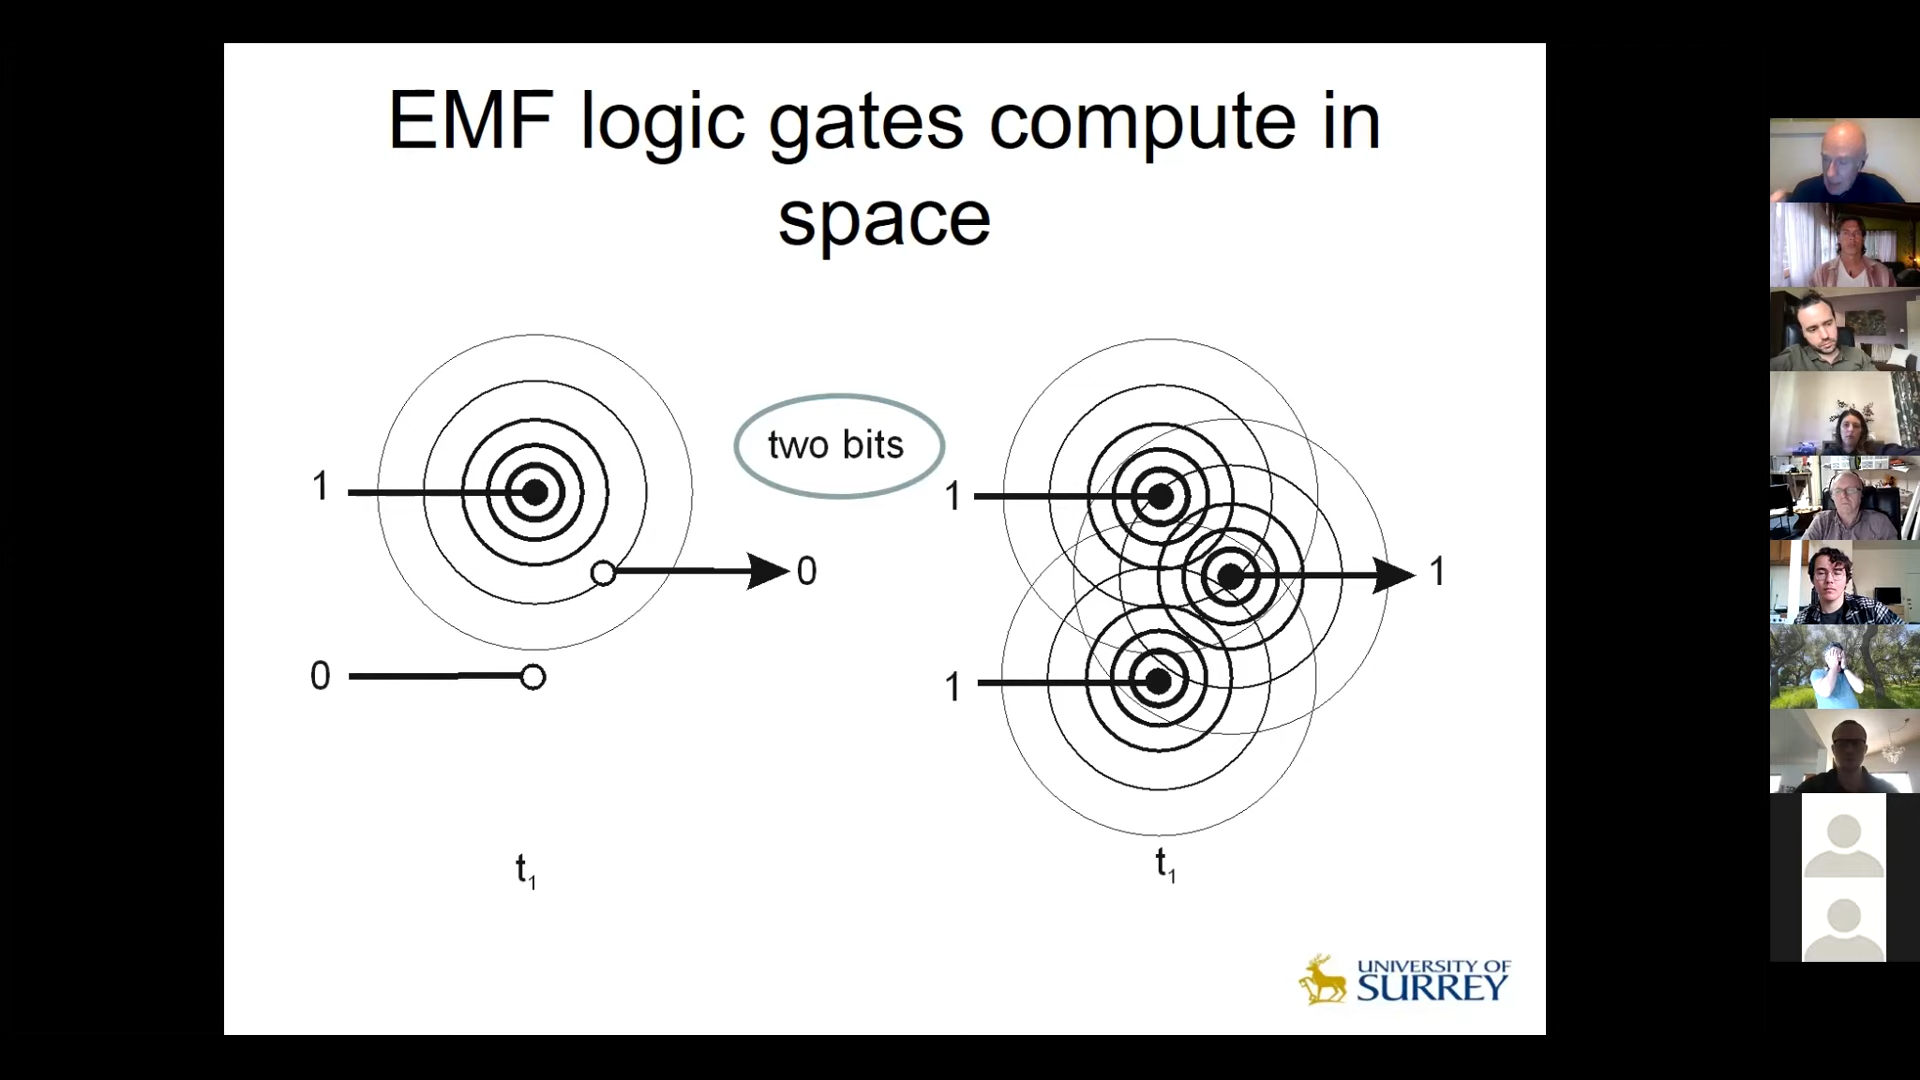 EMF logic gates compute in
space
two bits
1
0
0
1
1
1
t1
t1
UNIVERSITY OF
SURREY